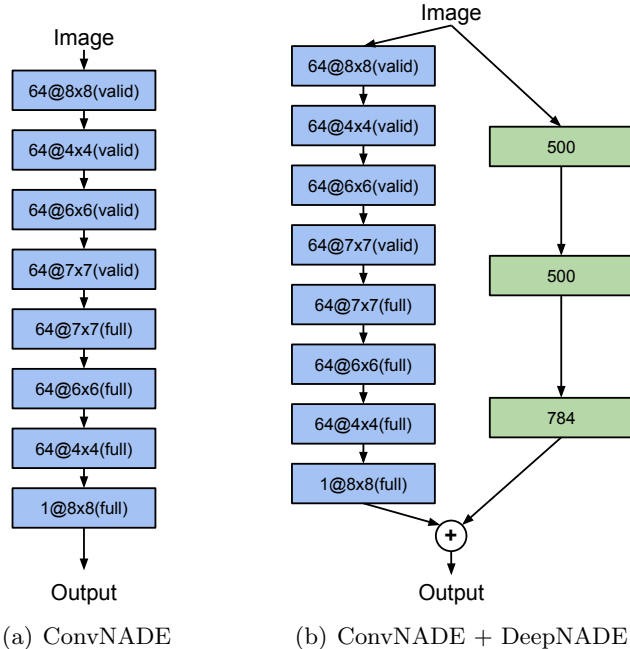 Image
64@8x8(valid)
64@4x4(valid)
64@6x6(valid)
64@7x7(valid)
64@7x7(full)
64@6x6(full)
64@4x4(full)
1@8x8(full)
Output
(a) ConvNADE
Image
64@8x8(valid)
64@4x4(valid)
64@6x6(valid)
64@7x7(valid)
64@7x7(full)
64@6x6(full)
64@4x4(full)
1@8x8(full)
500
500
784
+
Output
(b) ConvNADE + DeepNADE